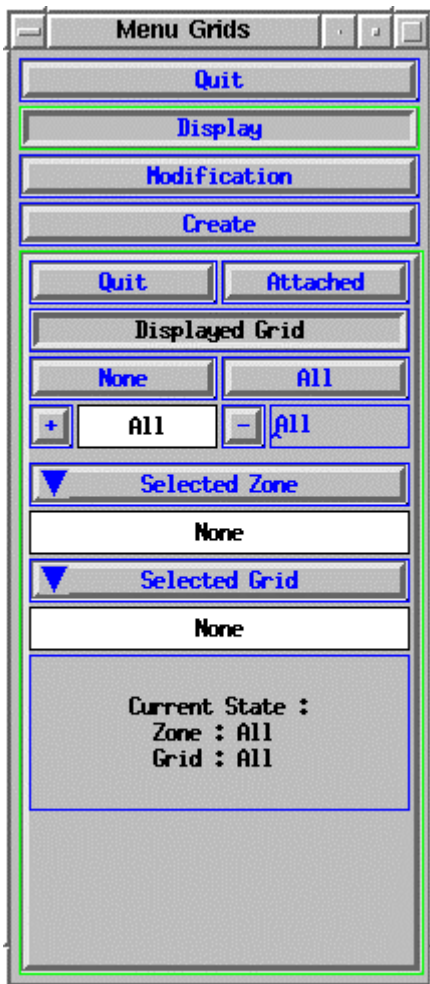 Menu Grids
Quit
Display
Modification
Create
Quit Attached
Displayed Grid
None All
+ All - All
Selected Zone
None
Selected Grid
None
Current State :
Zone : All
Grid : All